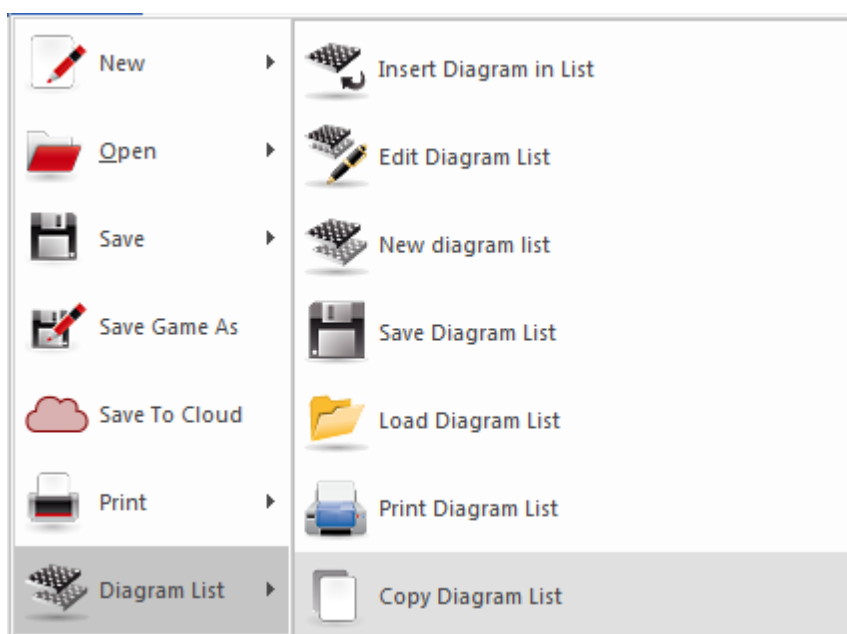 New
Open
Save
Save Game As
Save To Cloud
Print
Diagram List
Insert Diagram in List
Edit Diagram List
New diagram list
Save Diagram List
Load Diagram List
Print Diagram List
Copy Diagram List